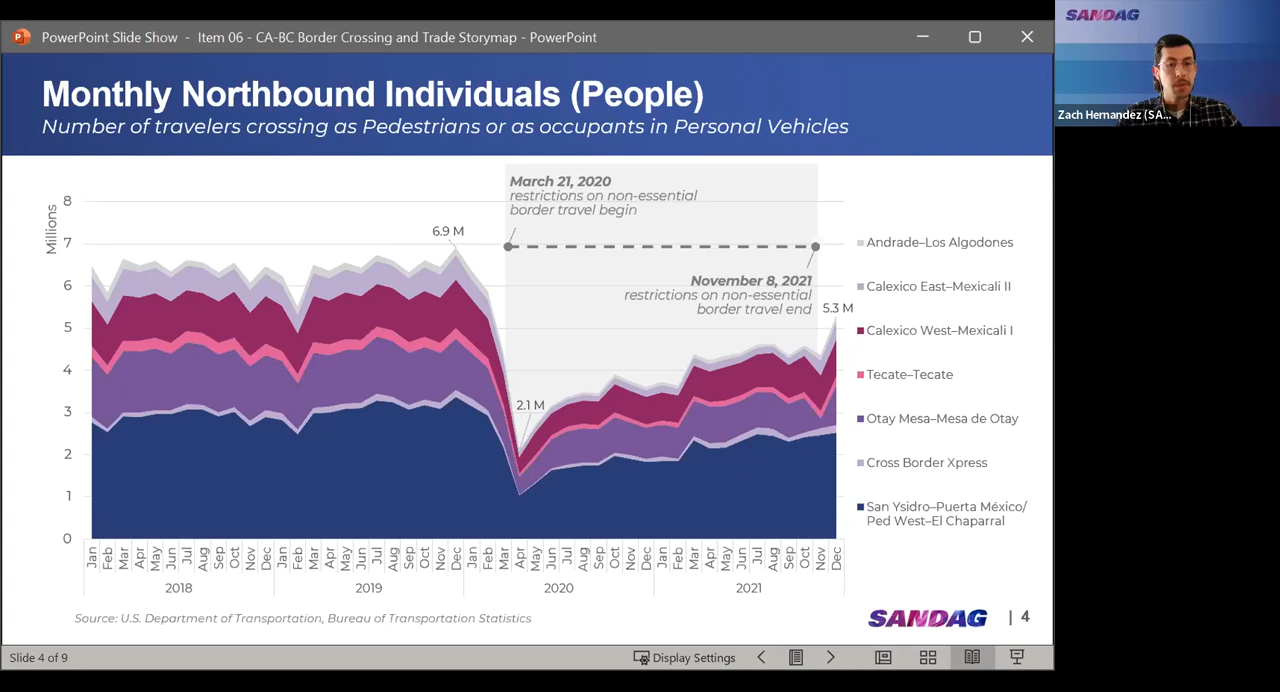 PowerPoint Slide Show - Item 06 - CA-BC Border Crossing and Trade Storymap - PowerPoint
SANDAG
Zach Hernandez (SA...
Monthly Northbound Individuals (People)
Number of travelers crossing as Pedestrians or as occupants in Personal Vehicles
Millions
8
7
6
5
4
3
2
1
0
6.9 M
March 21, 2020
restrictions on non-essential
border travel begin
November 8, 2021
restrictions on non-essential
border travel end
5.3 M
2.1 M
Andrade–Los Algodones
Calexico East–Mexicali II
Calexico West–Mexicali I
Tecate–Tecate
Otay Mesa–Mesa de Otay
Cross Border Xpress
San Ysidro–Puerta México/
Ped West–El Chaparral
Jan Feb Mar Apr May Jun Jul Aug Sep Oct Nov Dec Jan Feb Mar Apr May Jun Jul Aug Sep Oct Nov Dec Jan Feb Mar Apr May Jun Jul Aug Sep Oct Nov Dec Jan Feb Mar Apr May Jun Jul Aug Sep Oct Nov Dec
2018 2019 2020 2021
Source: U.S. Department of Transportation, Bureau of Transportation Statistics
SANDAG | 4
Slide 4 of 9
Display Settings